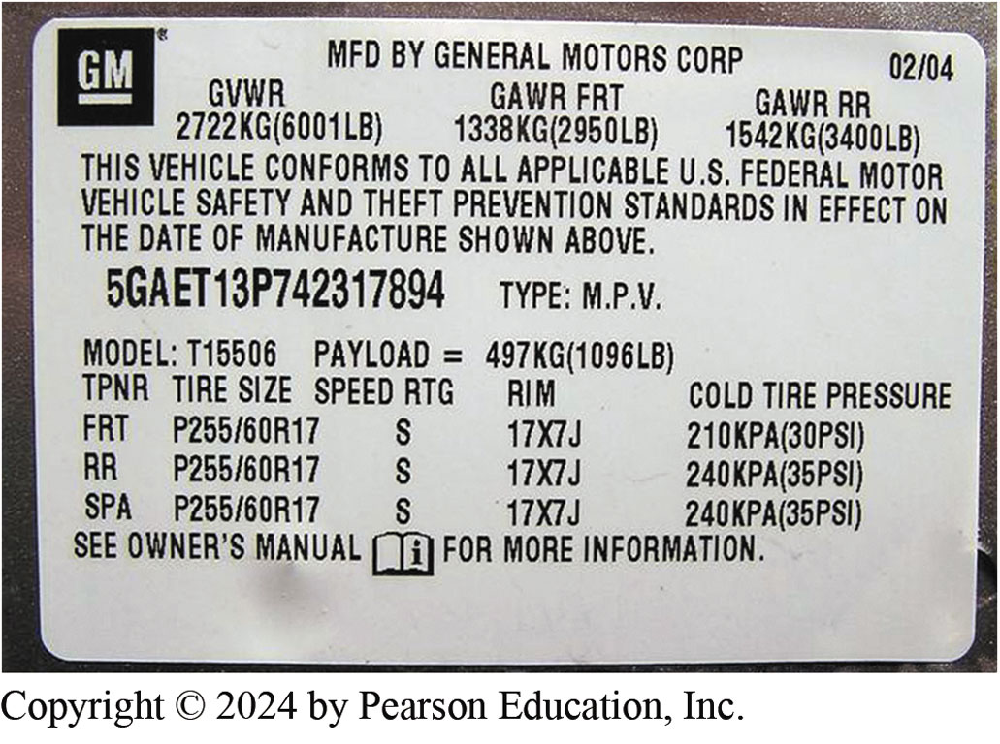 GM®
MFD BY GENERAL MOTORS CORP 02/04
GVWR GAWR FRT GAWR RR
2722KG(6001LB) 1338KG(2950LB) 1542KG(3400LB)
THIS VEHICLE CONFORMS TO ALL APPLICABLE U.S. FEDERAL MOTOR
VEHICLE SAFETY AND THEFT PREVENTION STANDARDS IN EFFECT ON
THE DATE OF MANUFACTURE SHOWN ABOVE.
5GAET13P742317894 TYPE: M.P.V.
MODEL: T15506 PAYLOAD = 497KG(1096LB)
TPNR TIRE SIZE SPEED RTG RIM COLD TIRE PRESSURE
FRT P255/60R17 S 17X7J 210KPA(30PSI)
RR P255/60R17 S 17X7J 240KPA(35PSI)
SPA P255/60R17 S 17X7J 240KPA(35PSI)
SEE OWNER'S MANUAL i FOR MORE INFORMATION.
Copyright © 2024 by Pearson Education, Inc.